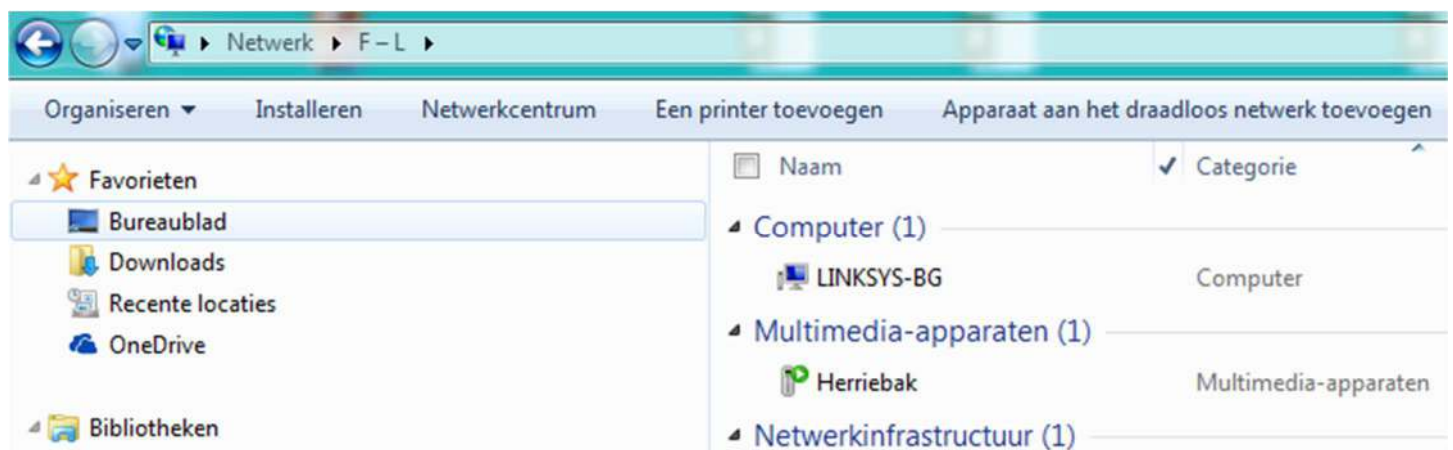 Netwerk F – L
Organiseren Installeren Netwerkcentrum Een printer toevoegen Apparaat aan het draadloos netwerk toevoegen
Favorieten
Bureaublad
Downloads
Recente locaties
OneDrive
Bibliotheken
Naam Categorie
Computer (1)
LINKSYS-BG Computer
Multimedia-apparaten (1)
Herriebak Multimedia-apparaten
Netwerkinfrastructuur (1)